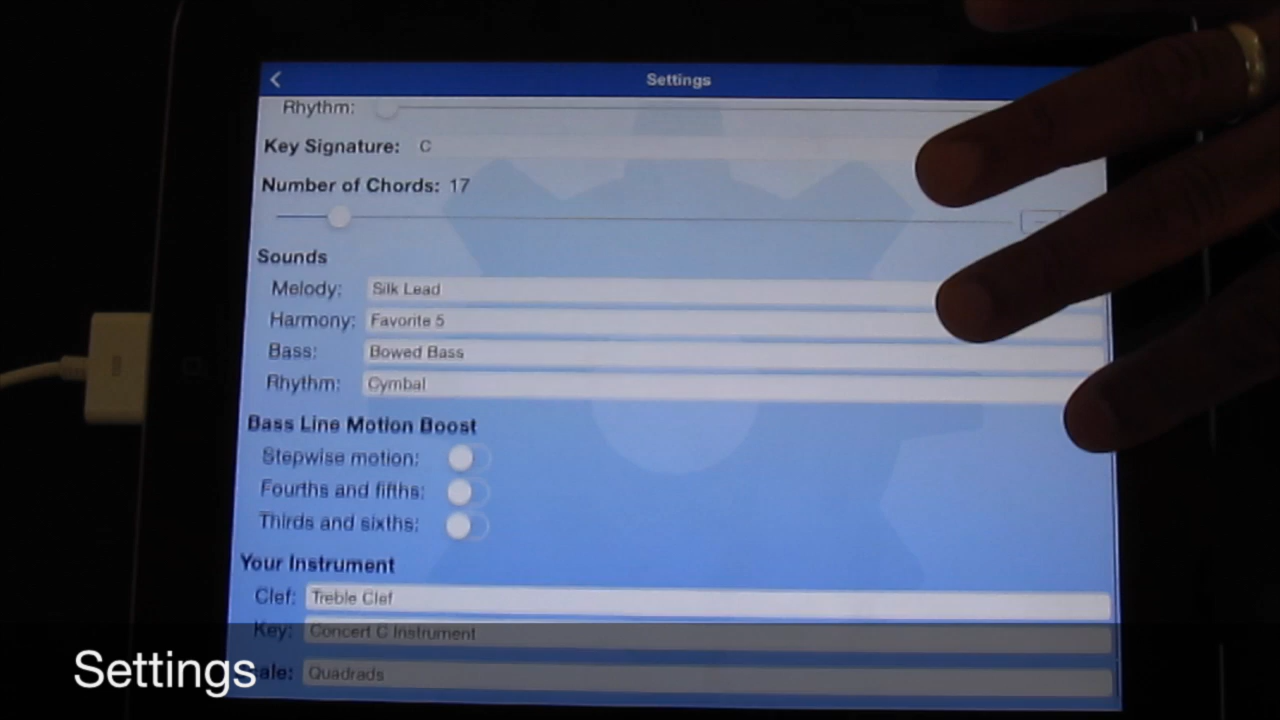 Settings
Rhythm:
Key Signature: C
Number of Chords: 17
Sounds
Melody: Silk Lead
Harmony: Favorite 5
Bass: Bowed Bass
Rhythm: Cymbal
Bass Line Motion Boost
Stepwise motion:
Fourths and fifths:
Thirds and sixths:
Your Instrument
Clef: Treble Clef
Key: Concert C Instrument
ale: Quadrads
Settings